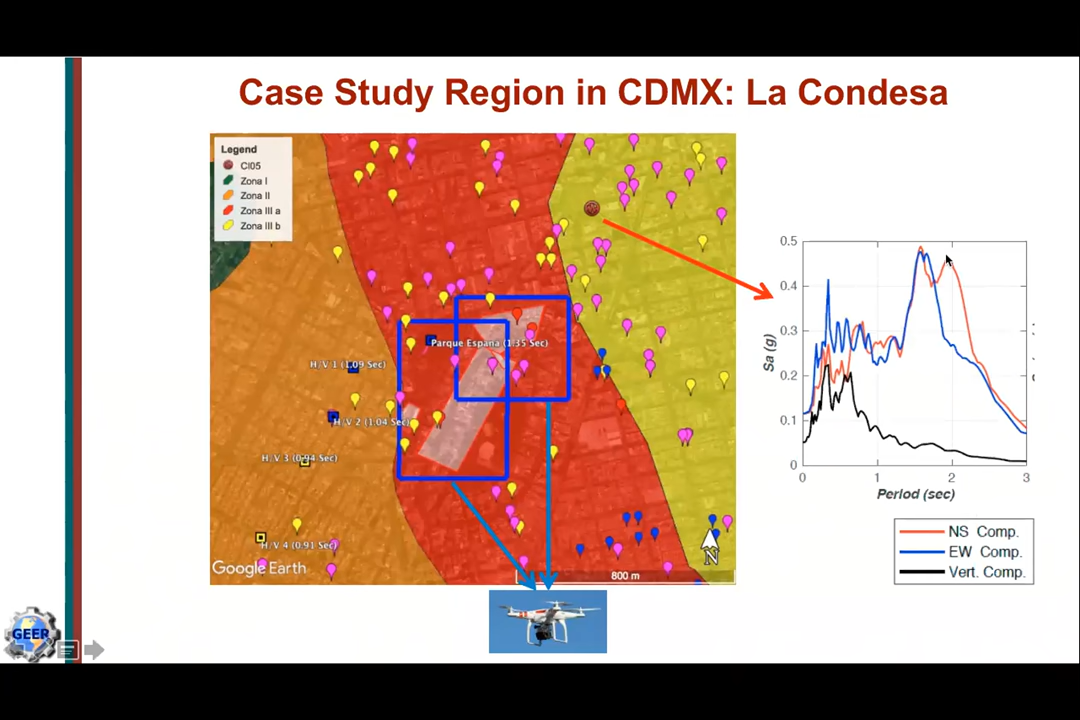 Case Study Region in CDMX: La Condesa
Legend
CI05
Zona I
Zona II
Zona III a
Zona III b
Parque España (1.35 Sec)
H/V 1 (1.09 Sec)
H/V 2 (1.04 Sec)
H/V 3 (0.94 Sec)
H/V 4 (0.91 Sec)
Google Earth
N
800 m
Sa (g)
0.5
0.4
0.3
0.2
0.1
0
0 1 2 3
Period (sec)
NS Comp.
EW Comp.
Vert. Comp.
GEER